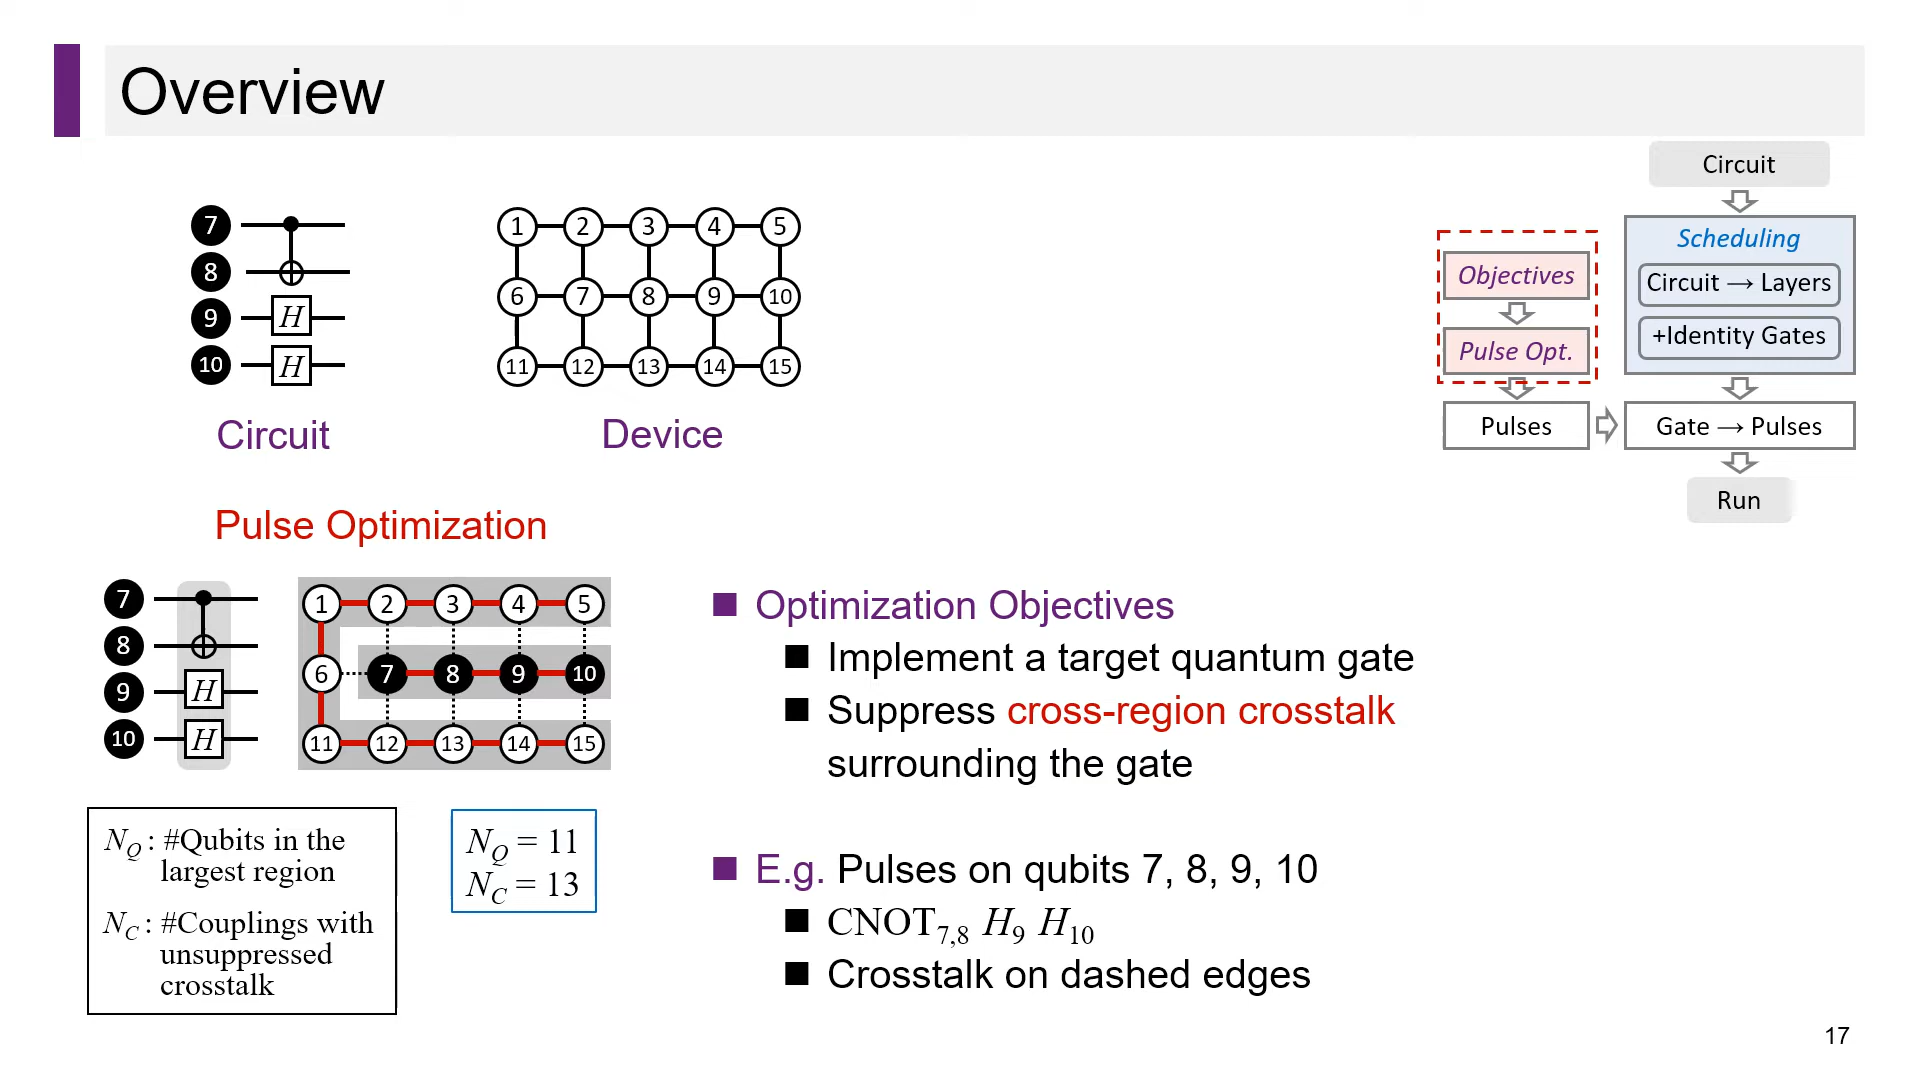 Overview
7
8
9 H
10 H
Circuit
1 2 3 4 5
6 7 8 9 10
11 12 13 14 15
Device
Circuit
Scheduling
Circuit → Layers
+Identity Gates
Objectives
Pulse Opt.
Pulses
Gate → Pulses
Run
Pulse Optimization
7
8
9 H
10 H
1 2 3 4 5
6 7 8 9 10
11 12 13 14 15
N_Q : #Qubits in the
largest region
N_C : #Couplings with
unsuppressed
crosstalk
N_Q = 11
N_C = 13
Optimization Objectives
Implement a target quantum gate
Suppress cross-region crosstalk
surrounding the gate
E.g. Pulses on qubits 7, 8, 9, 10
CNOT_7,8 H_9 H_10
Crosstalk on dashed edges
17